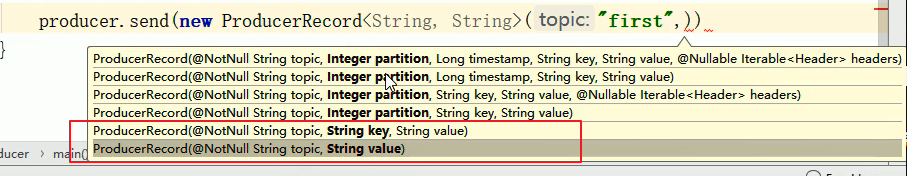 producer.send(new ProducerRecord<String, String>( topic: "first",))
}
ProducerRecord(@NotNull String topic, Integer partition, Long timestamp, String key, String value, @Nullable Iterable<Header> headers)
ProducerRecord(@NotNull String topic, Integer partition, Long timestamp, String key, String value)
ProducerRecord(@NotNull String topic, Integer partition, String key, String value, @Nullable Iterable<Header> headers)
ProducerRecord(@NotNull String topic, Integer partition, String key, String value)
ProducerRecord(@NotNull String topic, String key, String value)
ProducerRecord(@NotNull String topic, String value)
ducer › main()